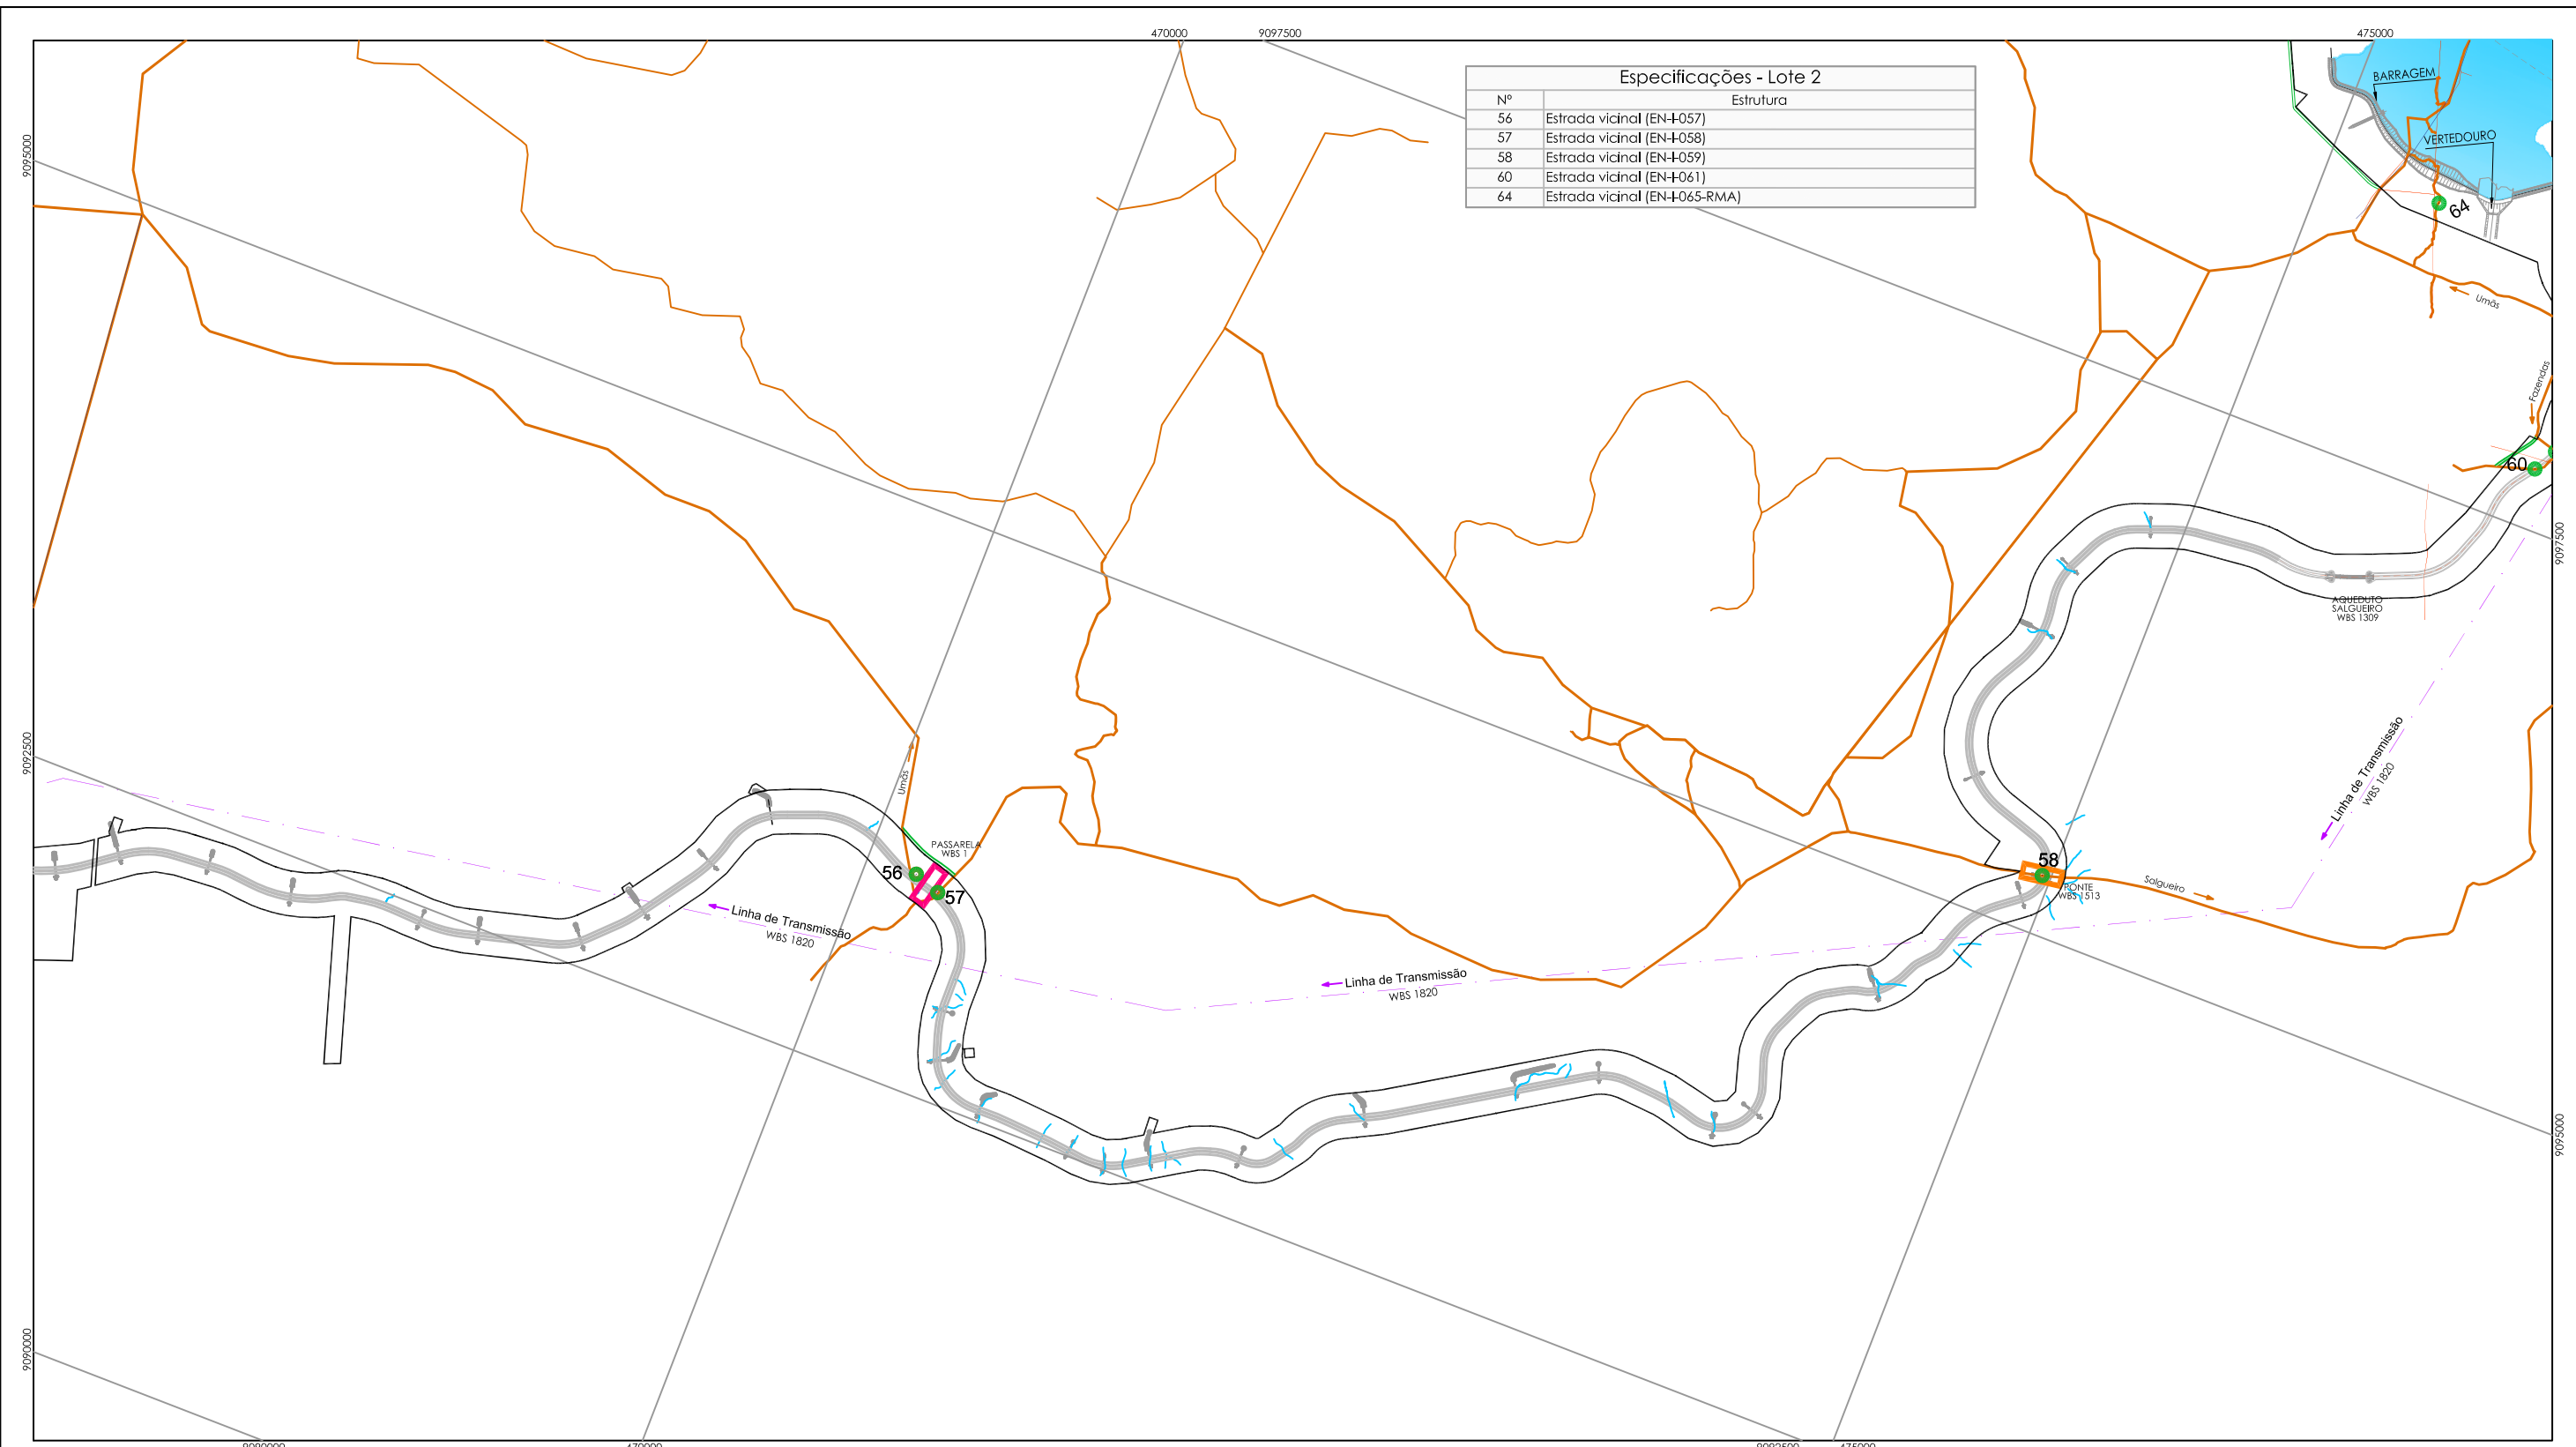 470000
9097500
475000
Especificações - Lote 2
Nº Estrutura
56 Estrada vicinal (EN-I-057)
57 Estrada vicinal (EN-I-058)
58 Estrada vicinal (EN-I-059)
60 Estrada vicinal (EN-I-061)
64 Estrada vicinal (EN-I-065-RMA)
BARRAGEM
VERTEDOURO
64
Umãs
9095000
Fazendas
60
9097500
AQUEDUTO
SALGUEIRO
WBS 1309
Linha de Transmissão
WBS 1820
9092500
Umãs
PASSARELA
WBS 1
56
57
58
PONTE
WBS 1513
Salgueiro
Linha de Transmissão
WBS 1820
Linha de Transmissão
WBS 1820
9095000
9090000
470000
475000